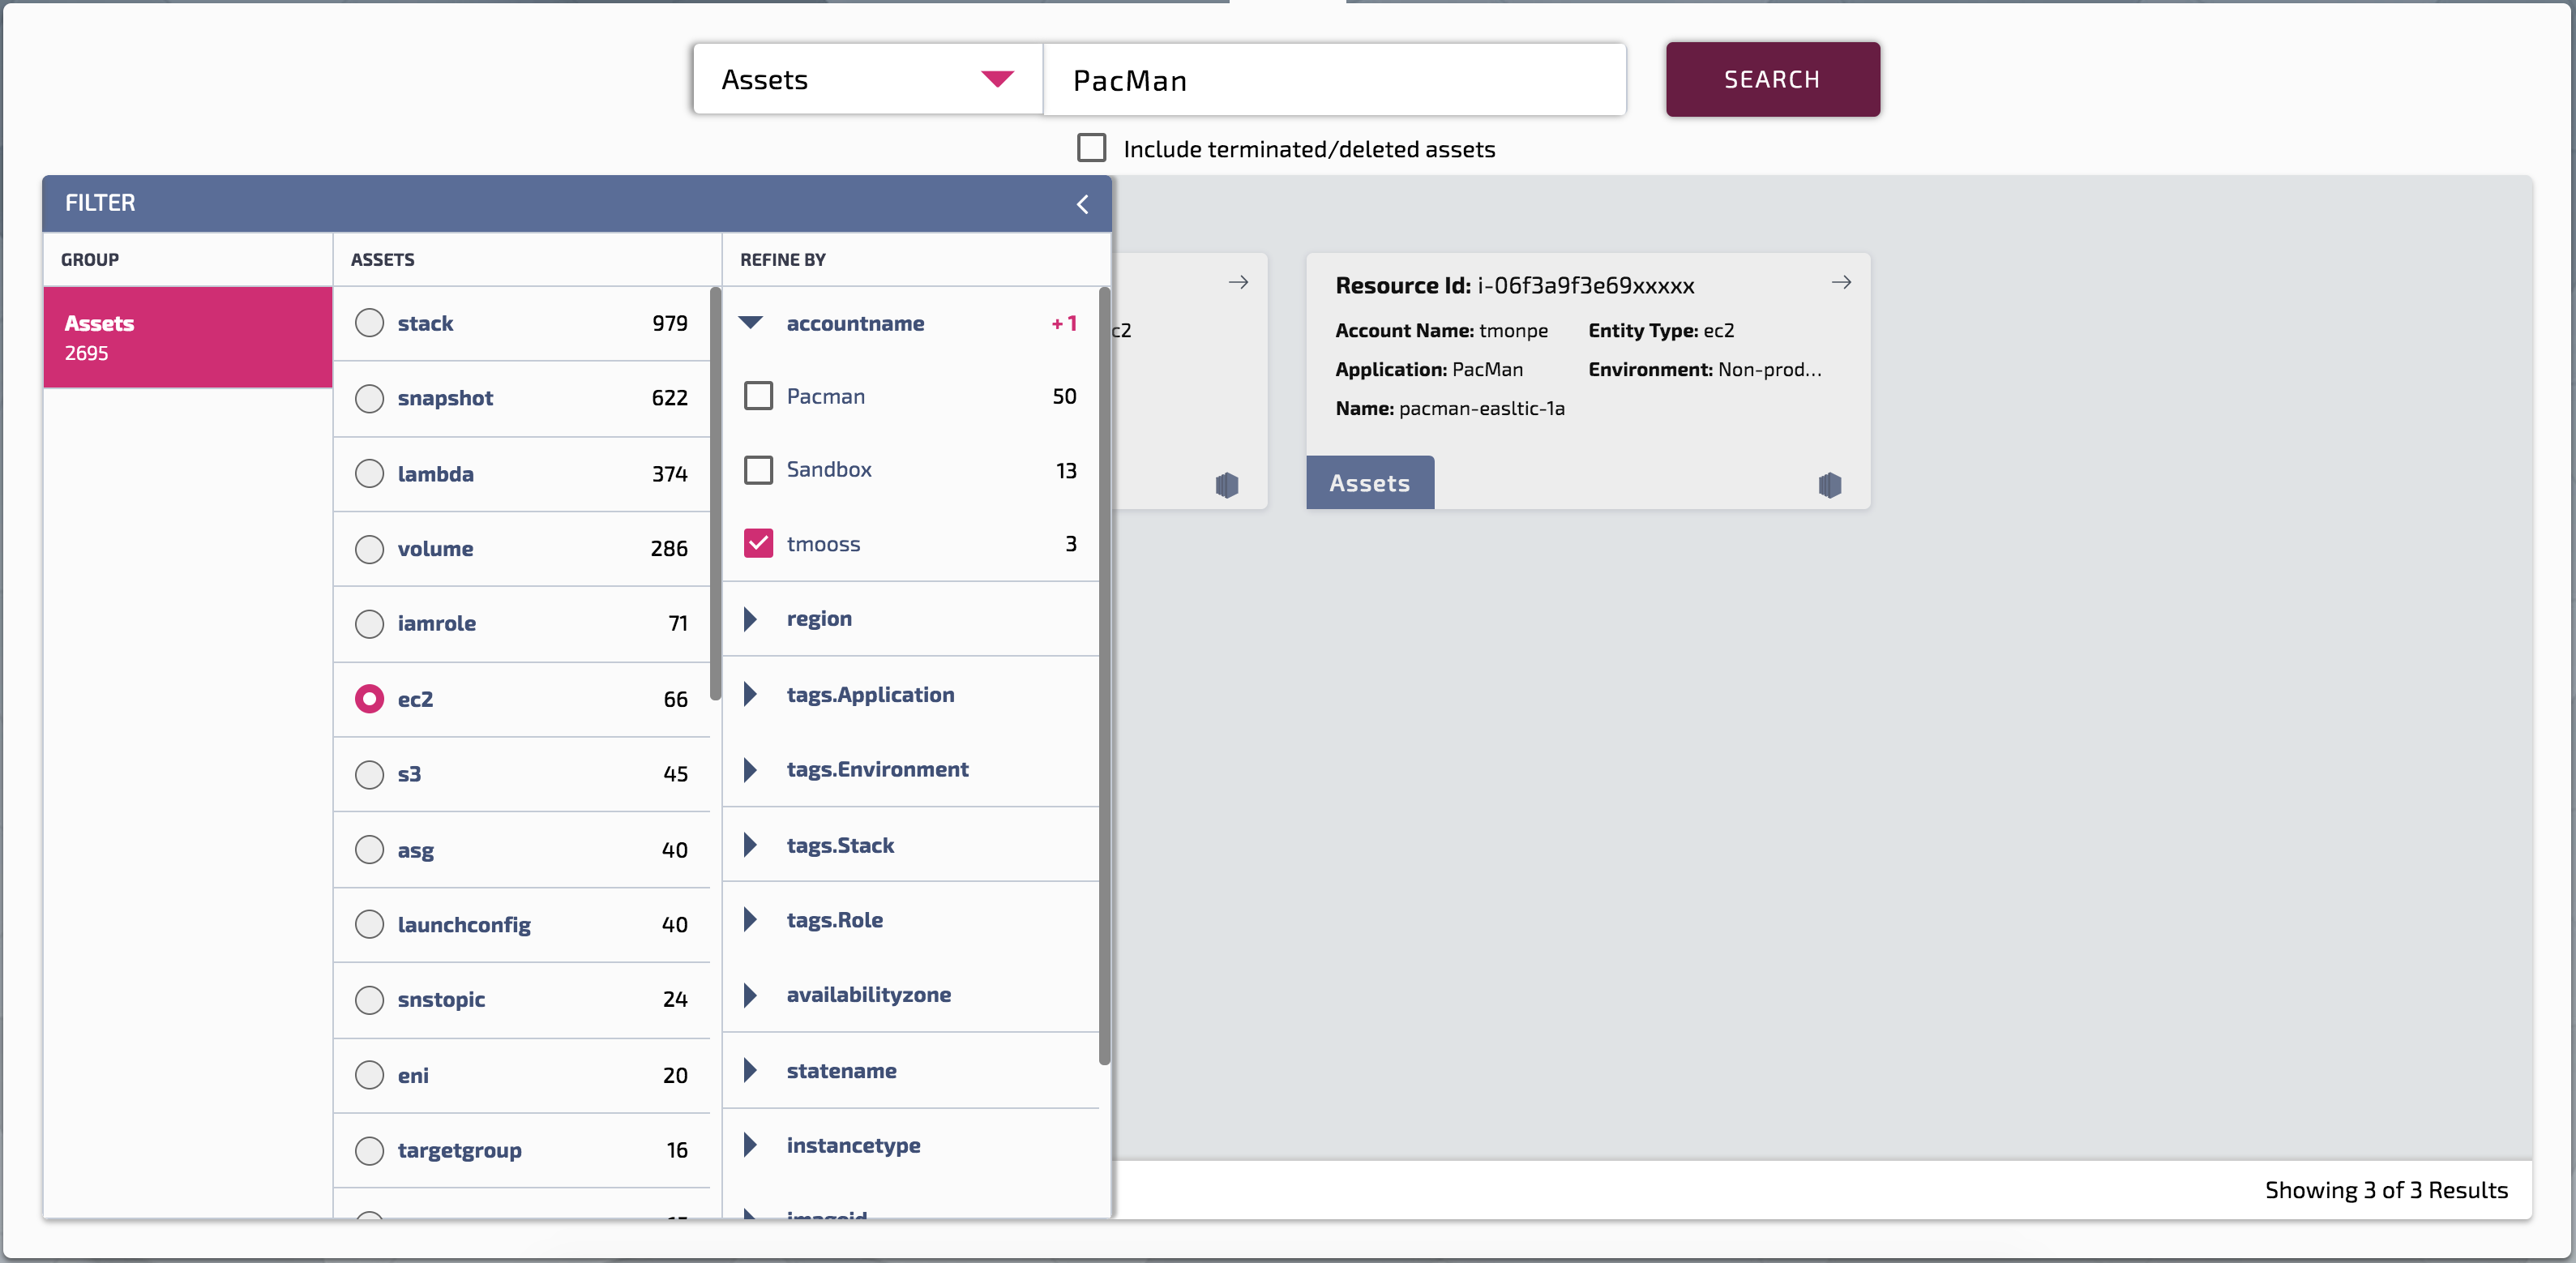 Assets
PacMan
SEARCH
Include terminated/deleted assets
FILTER
GROUP
ASSETS
REFINE BY
Assets
2695
stack 979
snapshot 622
lambda 374
volume 286
iamrole 71
ec2 66
s3 45
asg 40
launchconfig 40
snstopic 24
eni 20
targetgroup 16
accountname +1
Pacman 50
Sandbox 13
tmooss 3
region
tags.Application
tags.Environment
tags.Stack
tags.Role
availabilityzone
statename
instancetype
c2
Resource Id: i-06f3a9f3e69xxxxx
Account Name: tmonpe Entity Type: ec2
Application: PacMan Environment: Non-prod...
Name: pacman-easltic-1a
Assets
Showing 3 of 3 Results